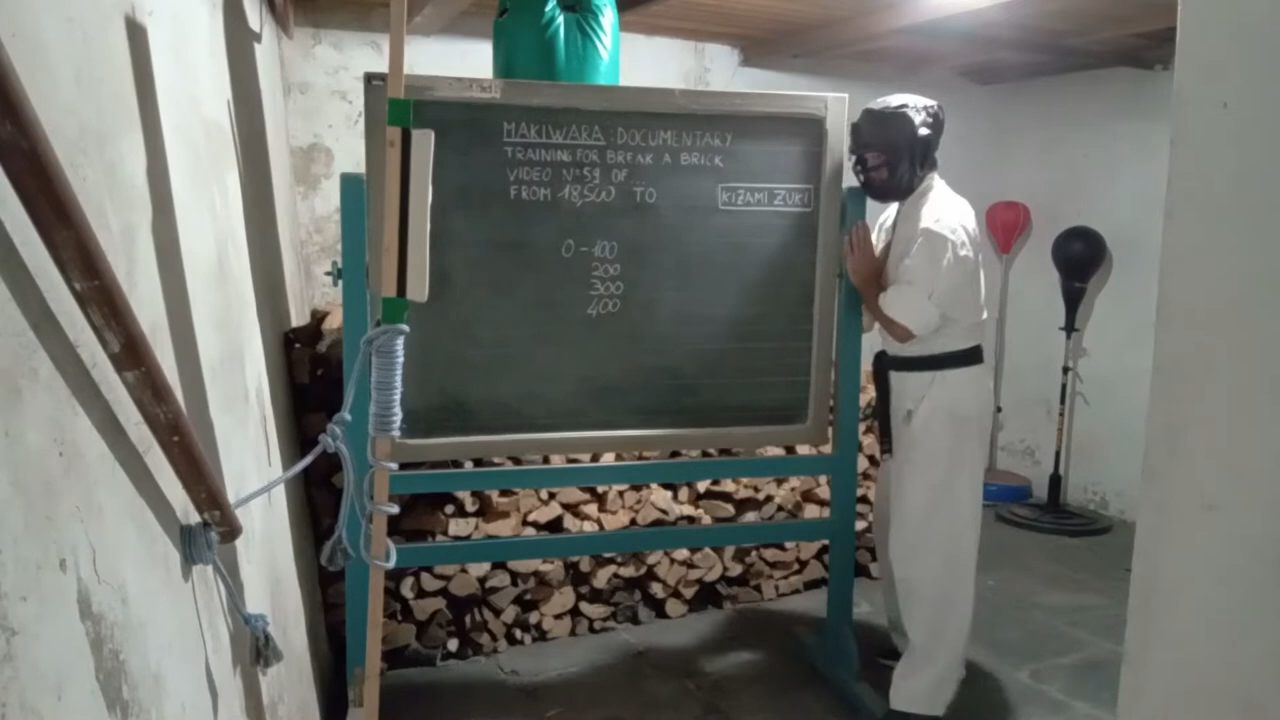 MAKIWARA : DOCUMENTARY
TRAINING FOR BREAK A BRICK
VIDEO N°59 OF...
FROM 18,500 TO
KIZAMI ZUKI
0-100
200
300
400